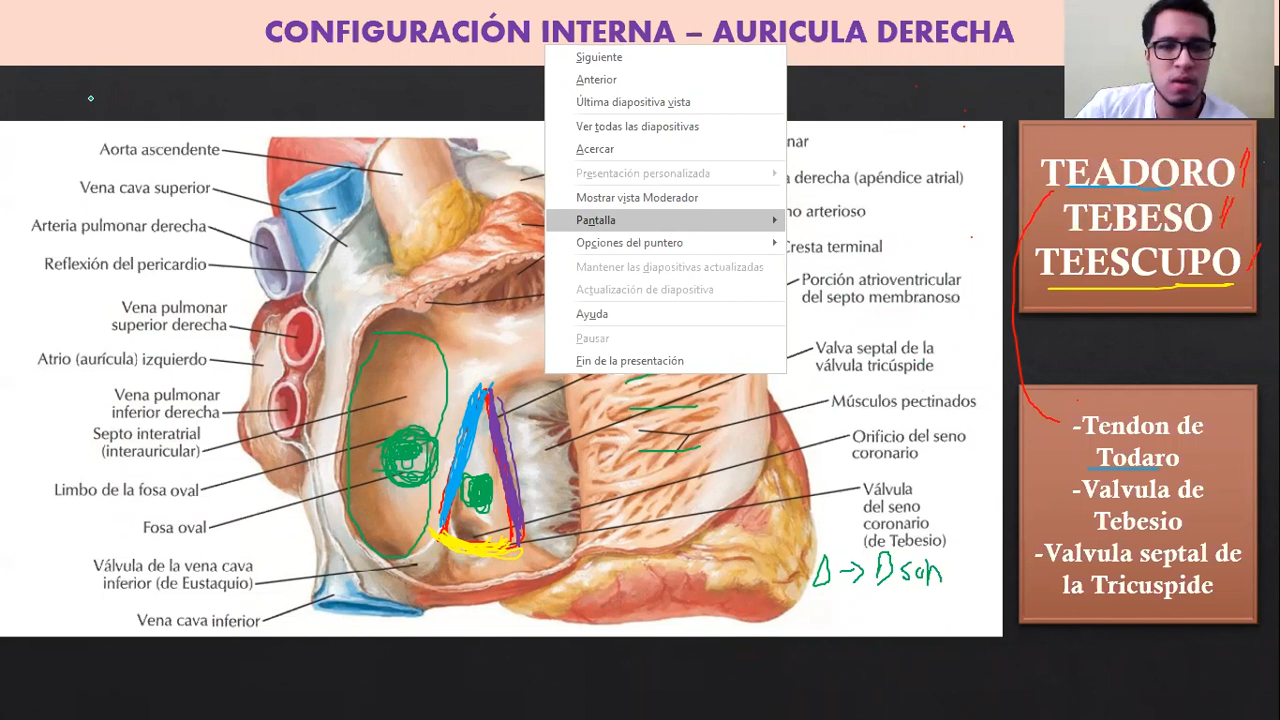 CONFIGURACIÓN INTERNA – AURICULA DERECHA
Siguiente
Anterior
Última diapositiva vista
Ver todas las diapositivas
Acercar
Presentación personalizada
Mostrar vista Moderador
Pantalla
Opciones del puntero
Mantener las diapositivas actualizadas
Actualización de diapositiva
Ayuda
Pausar
Fin de la presentación
Aorta ascendente
Vena cava superior
Arteria pulmonar derecha
Reflexión del pericardio
Vena pulmonar
superior derecha
Atrio (aurícula) izquierdo
Vena pulmonar
inferior derecha
Septo interatrial
(interauricular)
Limbo de la fosa oval
Fosa oval
Válvula de la vena cava
inferior (de Eustaquio)
Vena cava inferior
nar
a derecha (apéndice atrial)
no arterioso
Cresta terminal
Porción atrioventricular
del septo membranoso
Valva septal de la
válvula tricúspide
Músculos pectinados
Orificio del seno
coronario
Válvula
del seno
coronario
(de Tebesio)
TEADORO
TEBESO
TEESCUPO
-Tendon de
Todaro
-Valvula de
Tebesio
-Valvula septal de
la Tricuspide